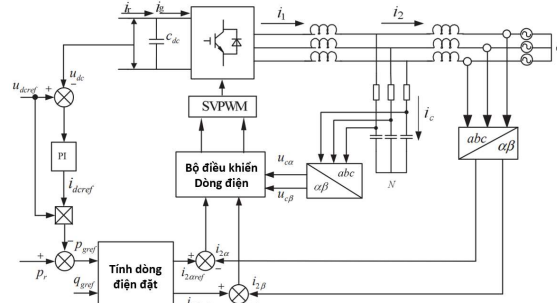 i_r
i_g
i_1
i_2
C_dc
u_dc
u_dcref
+
-
SVPWM
i_c
abc
αβ
PI
Bộ điều khiển
Dòng điện
u_cα
u_cβ
abc
αβ
N
i_dcref
-
p_gref
+
p_r
q_gref
Tính dòng
điện đặt
i_2α
+
-
i_2αref
i_2β
+